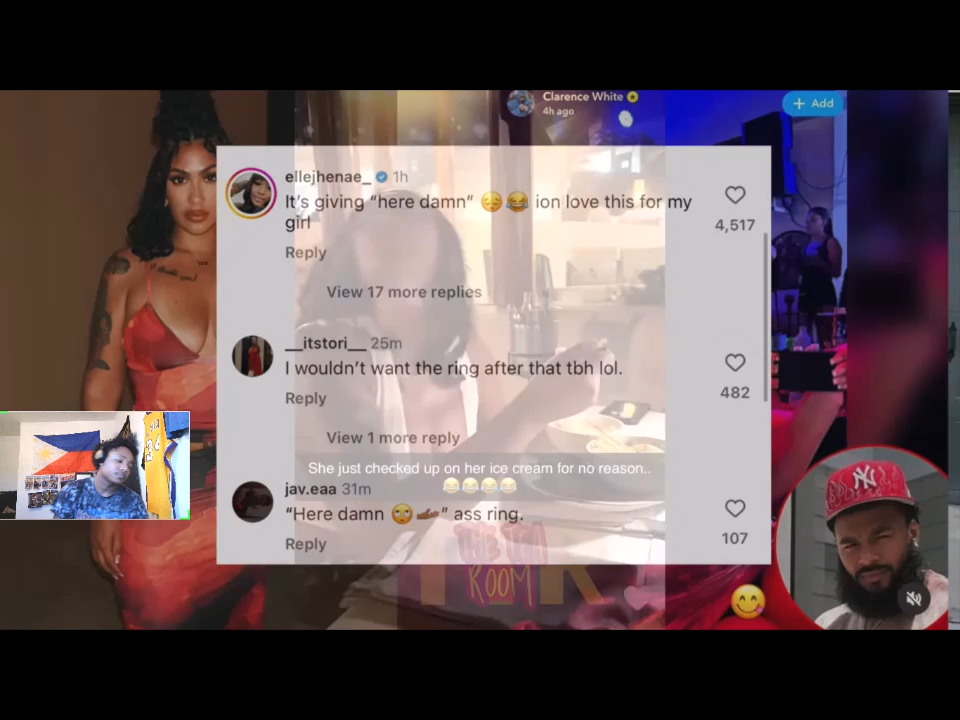 Clarence White
4h ago
+ Add
ellejhenae_ 1h
It's giving “here damn” 😔😂 ion love this for my
girl
4,517
Reply
View 17 more replies
__itstori__ 25m
I wouldn't want the ring after that tbh lol.
482
Reply
View 1 more reply
She just checked up on her ice cream for no reason..
😂😂😂😂
jav.eaa 31m
“Here damn 🙄🫴🏾” ass ring.
107
Reply
THE TEA
ROOM
NY